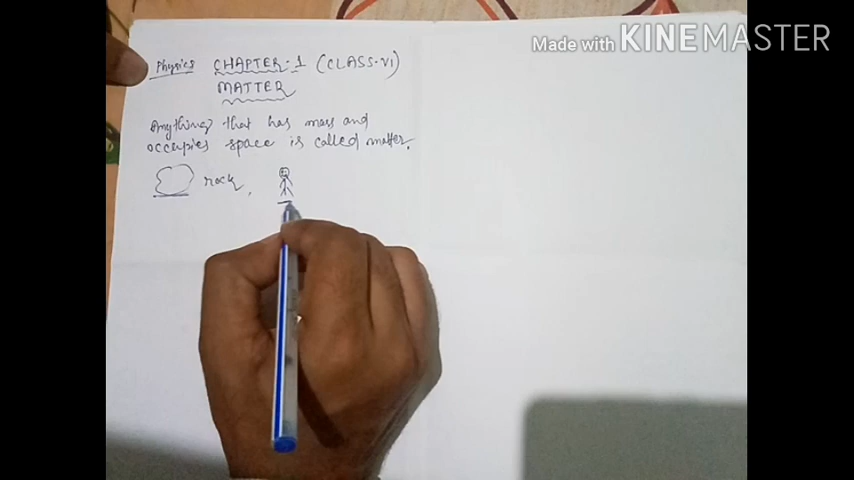 Made with KINEMASTER
Physics CHAPTER-1 (CLASS-VI)
MATTER
Anything that has mass and
occupies space is called matter.
rock,